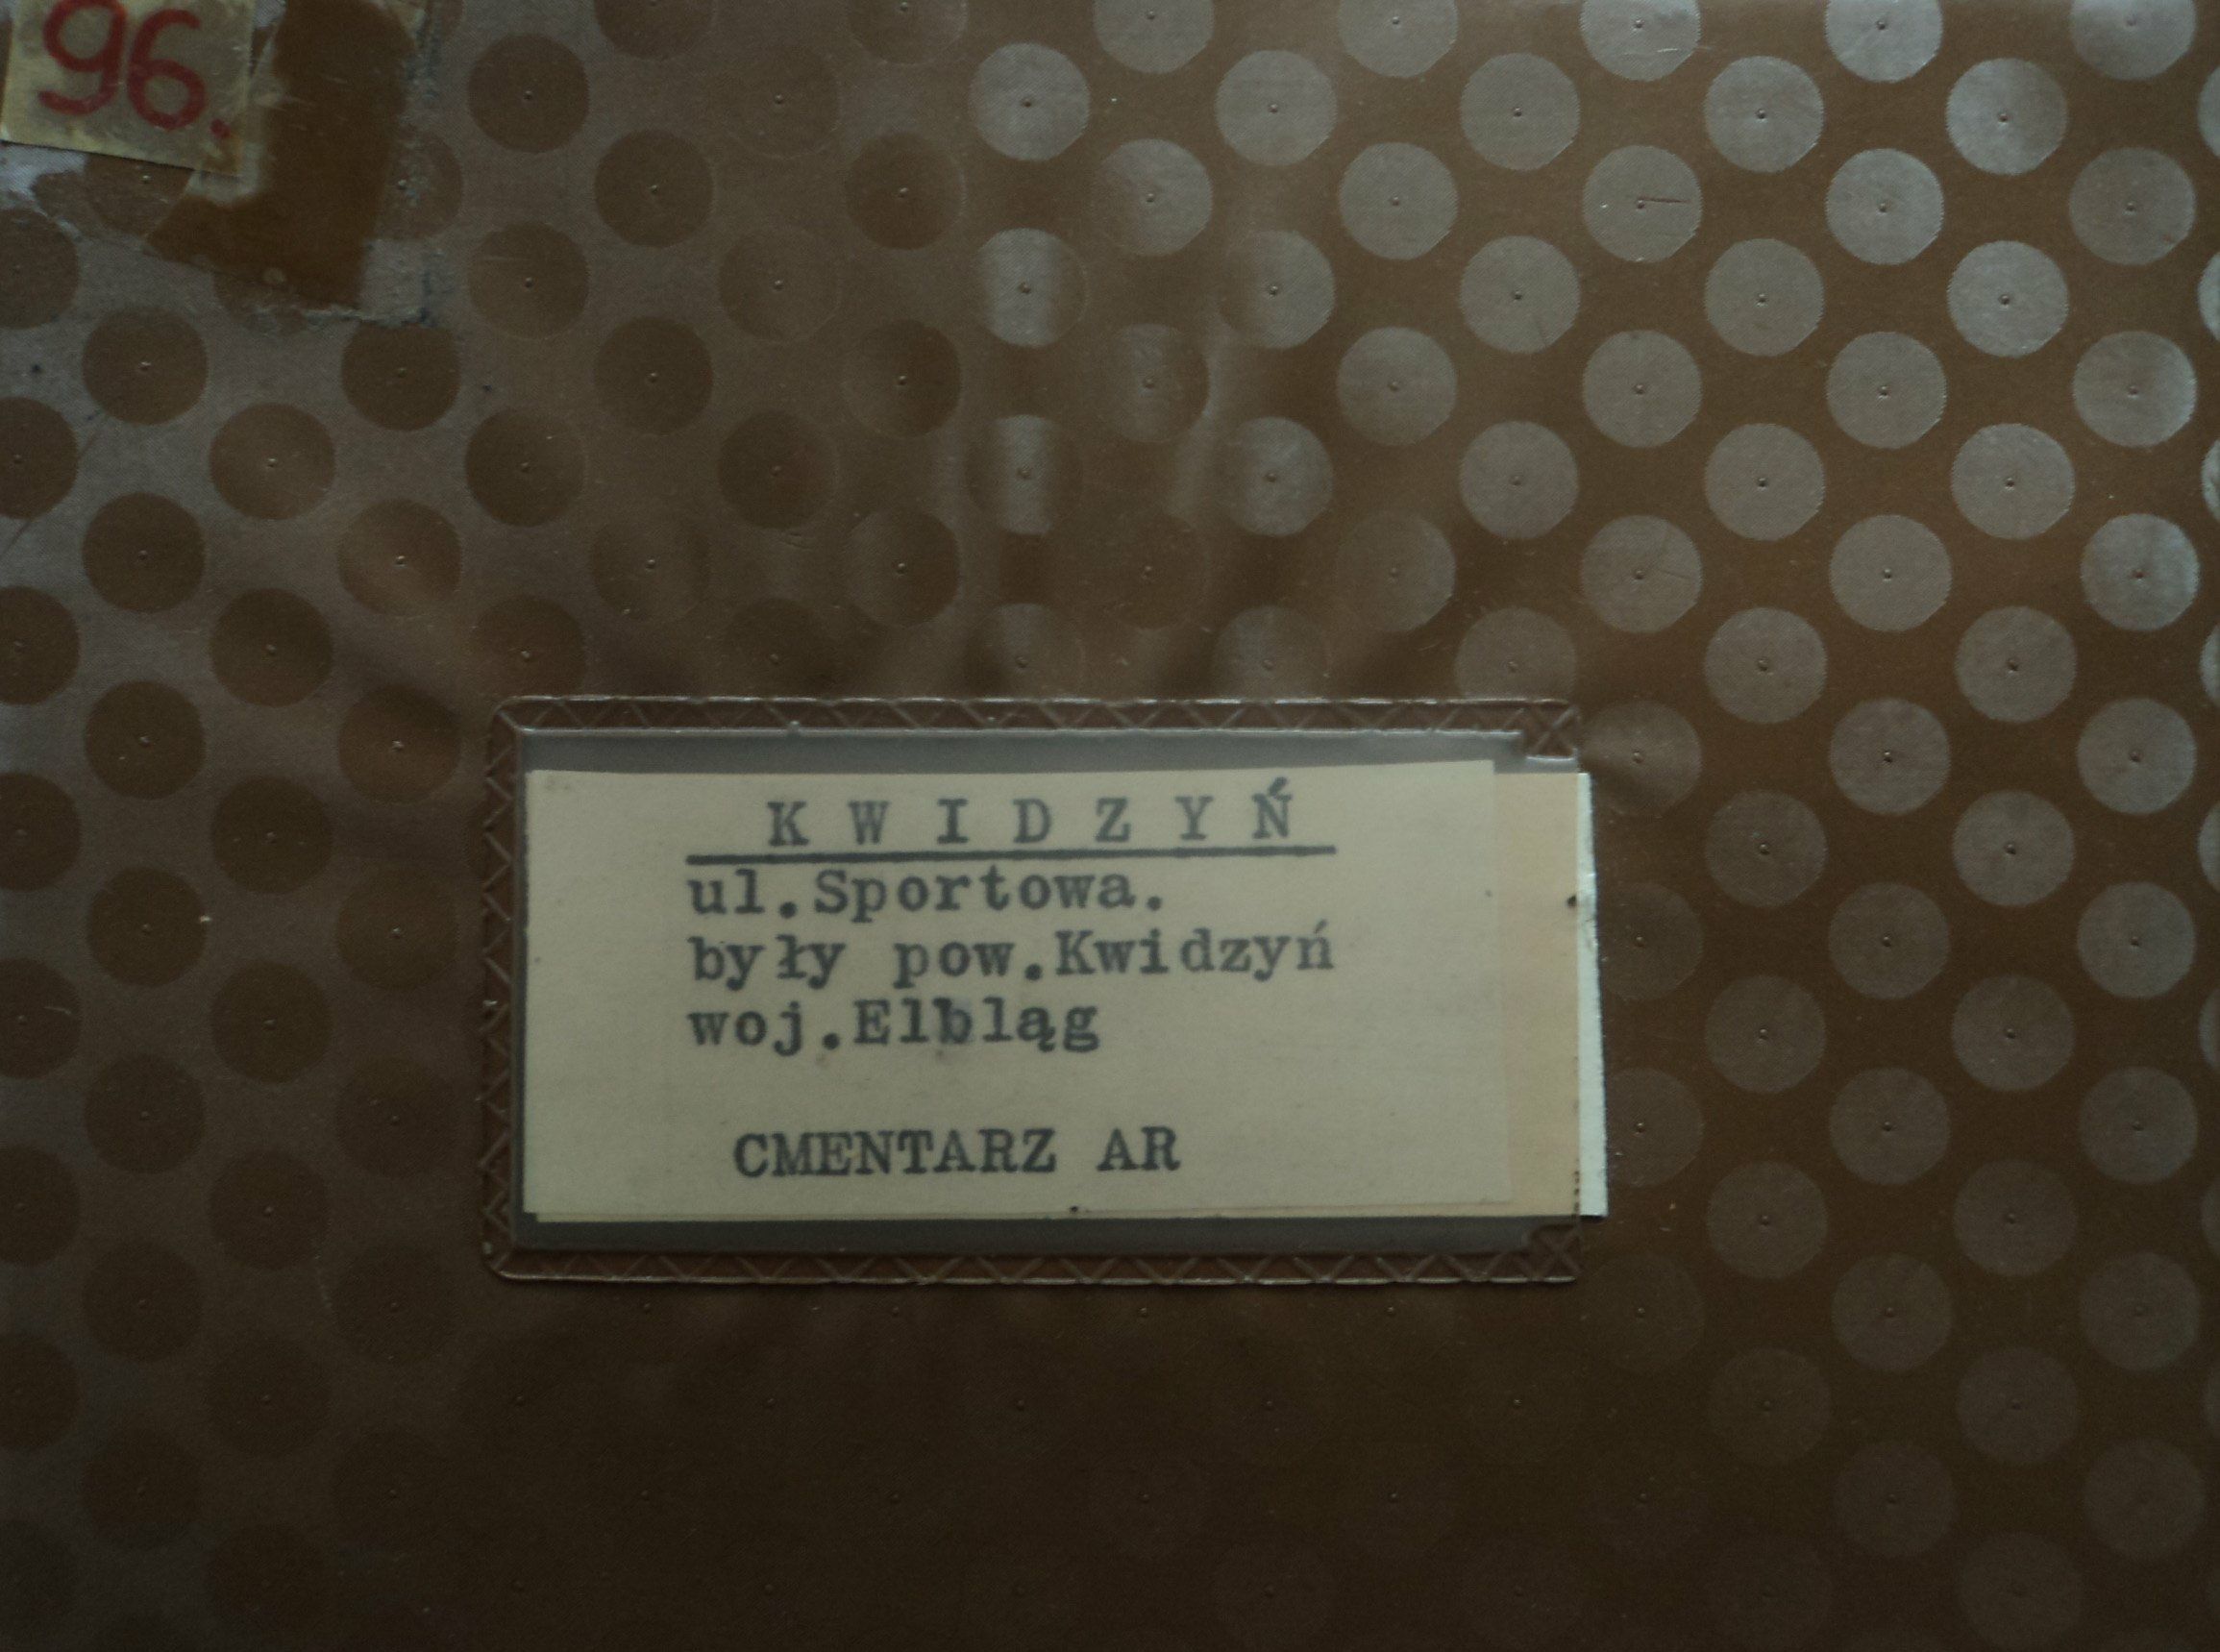 96.
K W I D Z Y Ń
ul.Sportowa.
były pow.Kwidzyń
woj.Elbląg
CMENTARZ AR